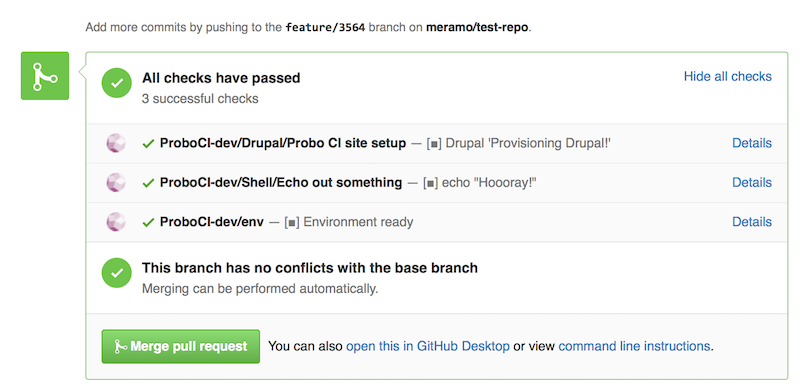 Add more commits by pushing to the feature/3564 branch on meramo/test-repo.
All checks have passed
Hide all checks
3 successful checks
ProboCI-dev/Drupal/Probo CI site setup — [■] Drupal 'Provisioning Drupal!'
Details
ProboCI-dev/Shell/Echo out something — [■] echo "Hoooray!"
Details
ProboCI-dev/env — [■] Environment ready
Details
This branch has no conflicts with the base branch
Merging can be performed automatically.
Merge pull request
You can also open this in GitHub Desktop or view command line instructions.